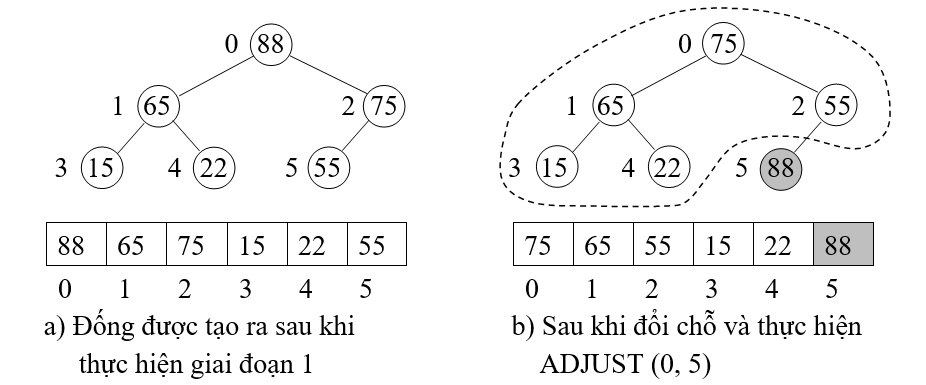 0 88
1 65
2 75
3 15
4 22
5 55
88 65 75 15 22 55
0 1 2 3 4 5
a) Đống được tạo ra sau khi
thực hiện giai đoạn 1
0 75
1 65
2 55
3 15
4 22
5 88
75 65 55 15 22 88
0 1 2 3 4 5
b) Sau khi đổi chỗ và thực hiện
ADJUST (0, 5)